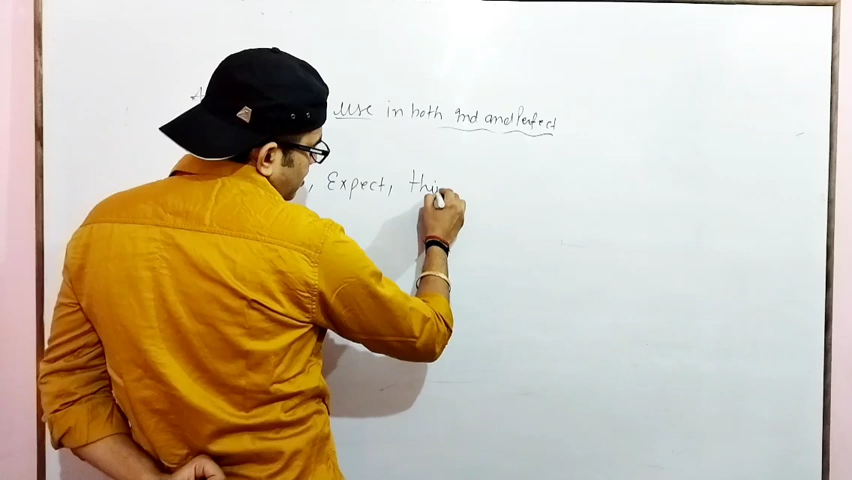 use in both Ind and Perfect
, Expect, thi